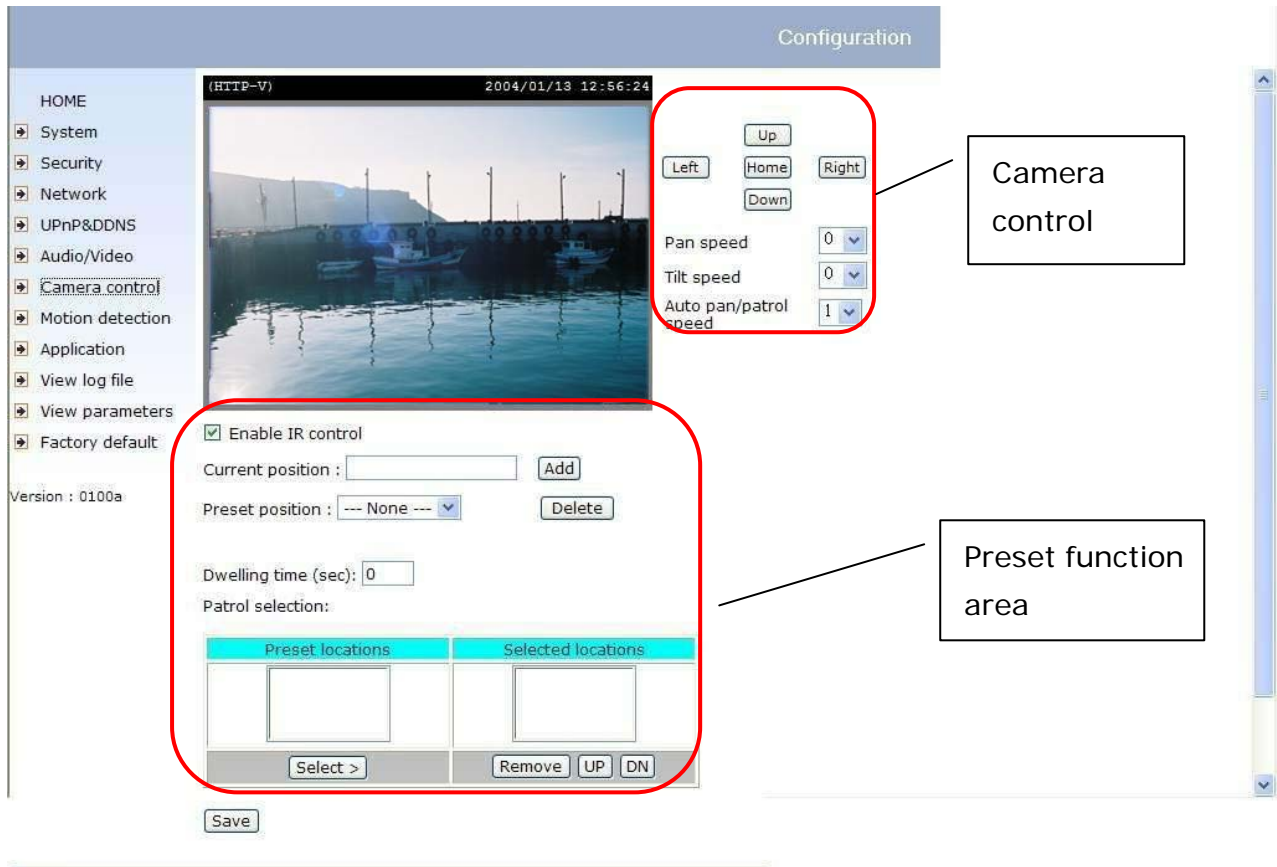 Configuration
HOME
System
Security
Network
UPnP&DDNS
Audio/Video
Camera control
Motion detection
Application
View log file
View parameters
Factory default
Version : 0100a
(HTTP-V) 2004/01/13 12:56:24
Up
Left Home Right
Down
Pan speed 0
Tilt speed 0
Auto pan/patrol speed 1
Camera
control
Enable IR control
Current position : Add
Preset position : --- None --- Delete
Dwelling time (sec): 0
Patrol selection:
Preset locations Selected locations
Select > Remove UP DN
Preset function
area
Save